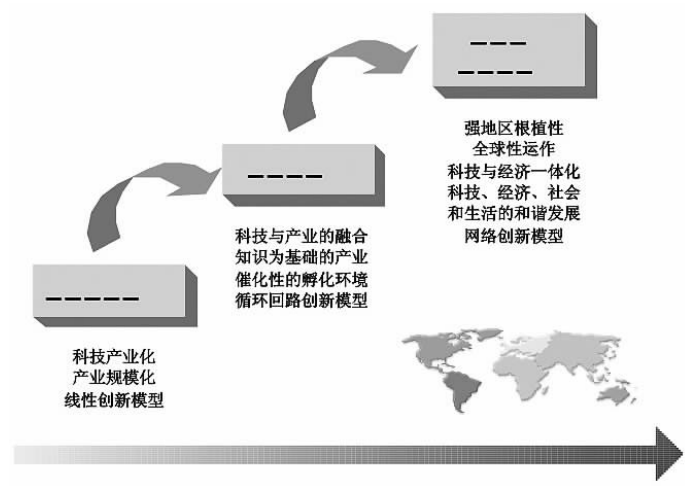 强地区根植性
全球性运作
科技与经济一体化
科技、经济、社会
和生活的和谐发展
网络创新模型
科技与产业的融合
知识为基础的产业
催化性的孵化环境
循环回路创新模型
科技产业化
产业规模化
线性创新模型